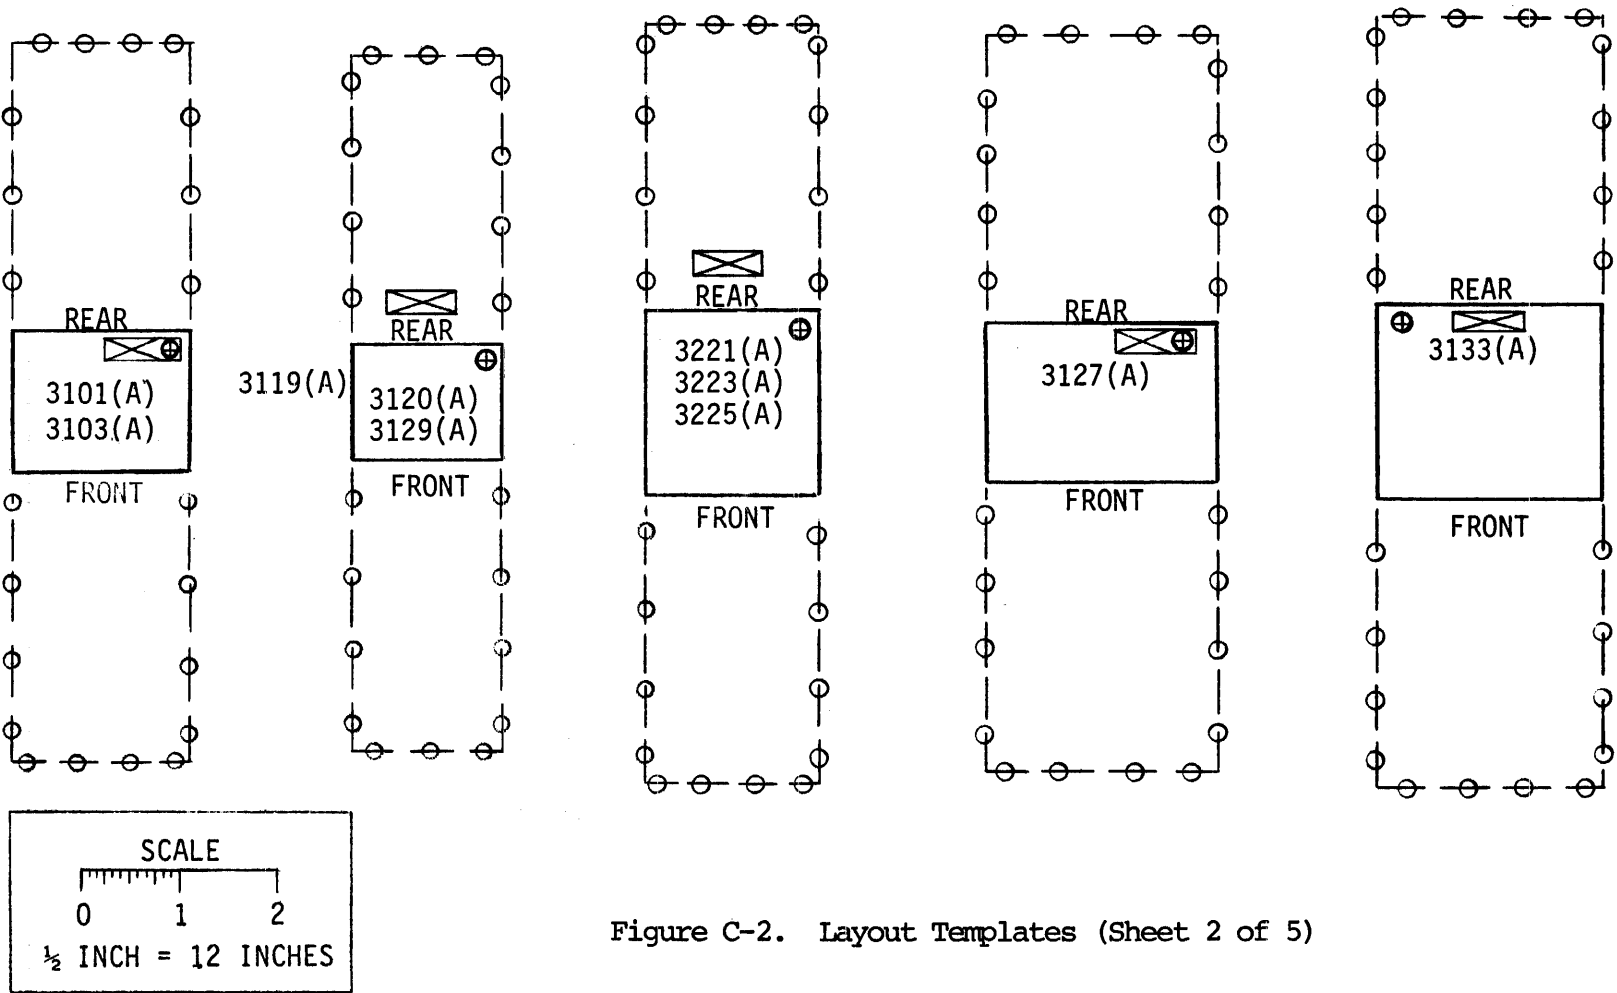 REAR
3101(A)
3103(A)
FRONT
REAR
3119(A)
3120(A)
3129(A)
FRONT
REAR
3221(A)
3223(A)
3225(A)
FRONT
REAR
3127(A)
FRONT
REAR
3133(A)
FRONT
SCALE
0 1 2
½ INCH = 12 INCHES
Figure C-2. Layout Templates (Sheet 2 of 5)